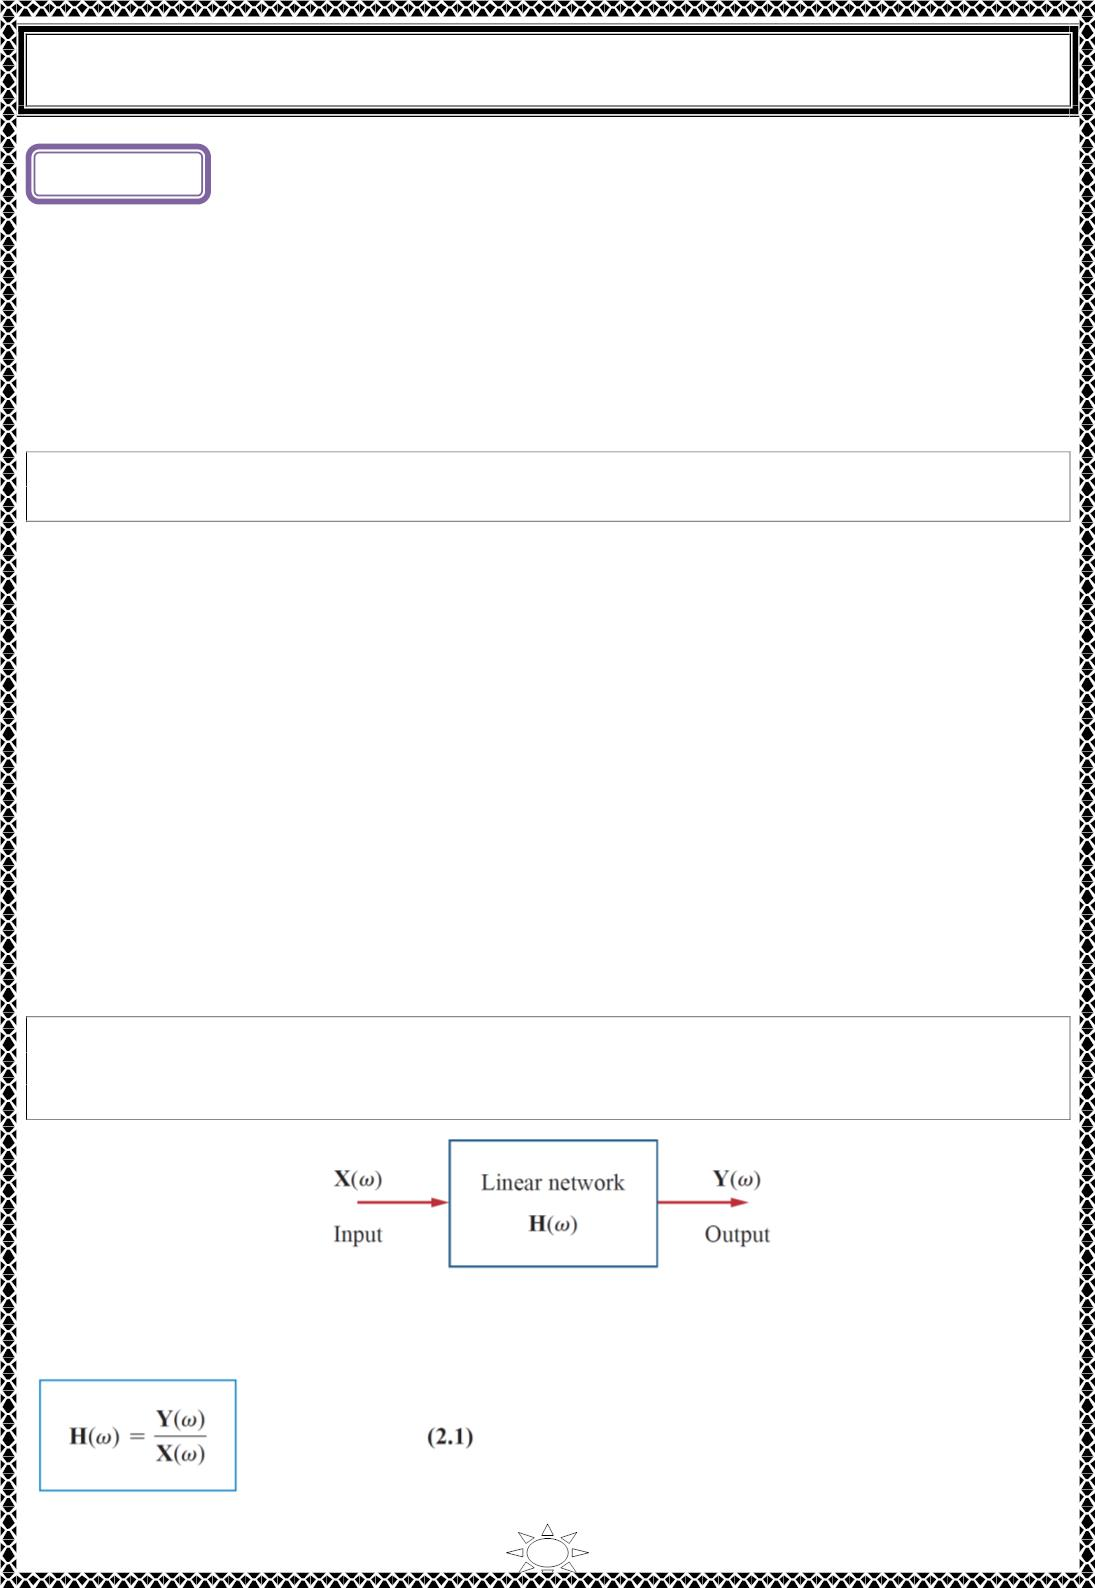 X(ω) Linear network Y(ω)
Input H(ω) Output
H(ω) = Y(ω) / X(ω) (2.1)